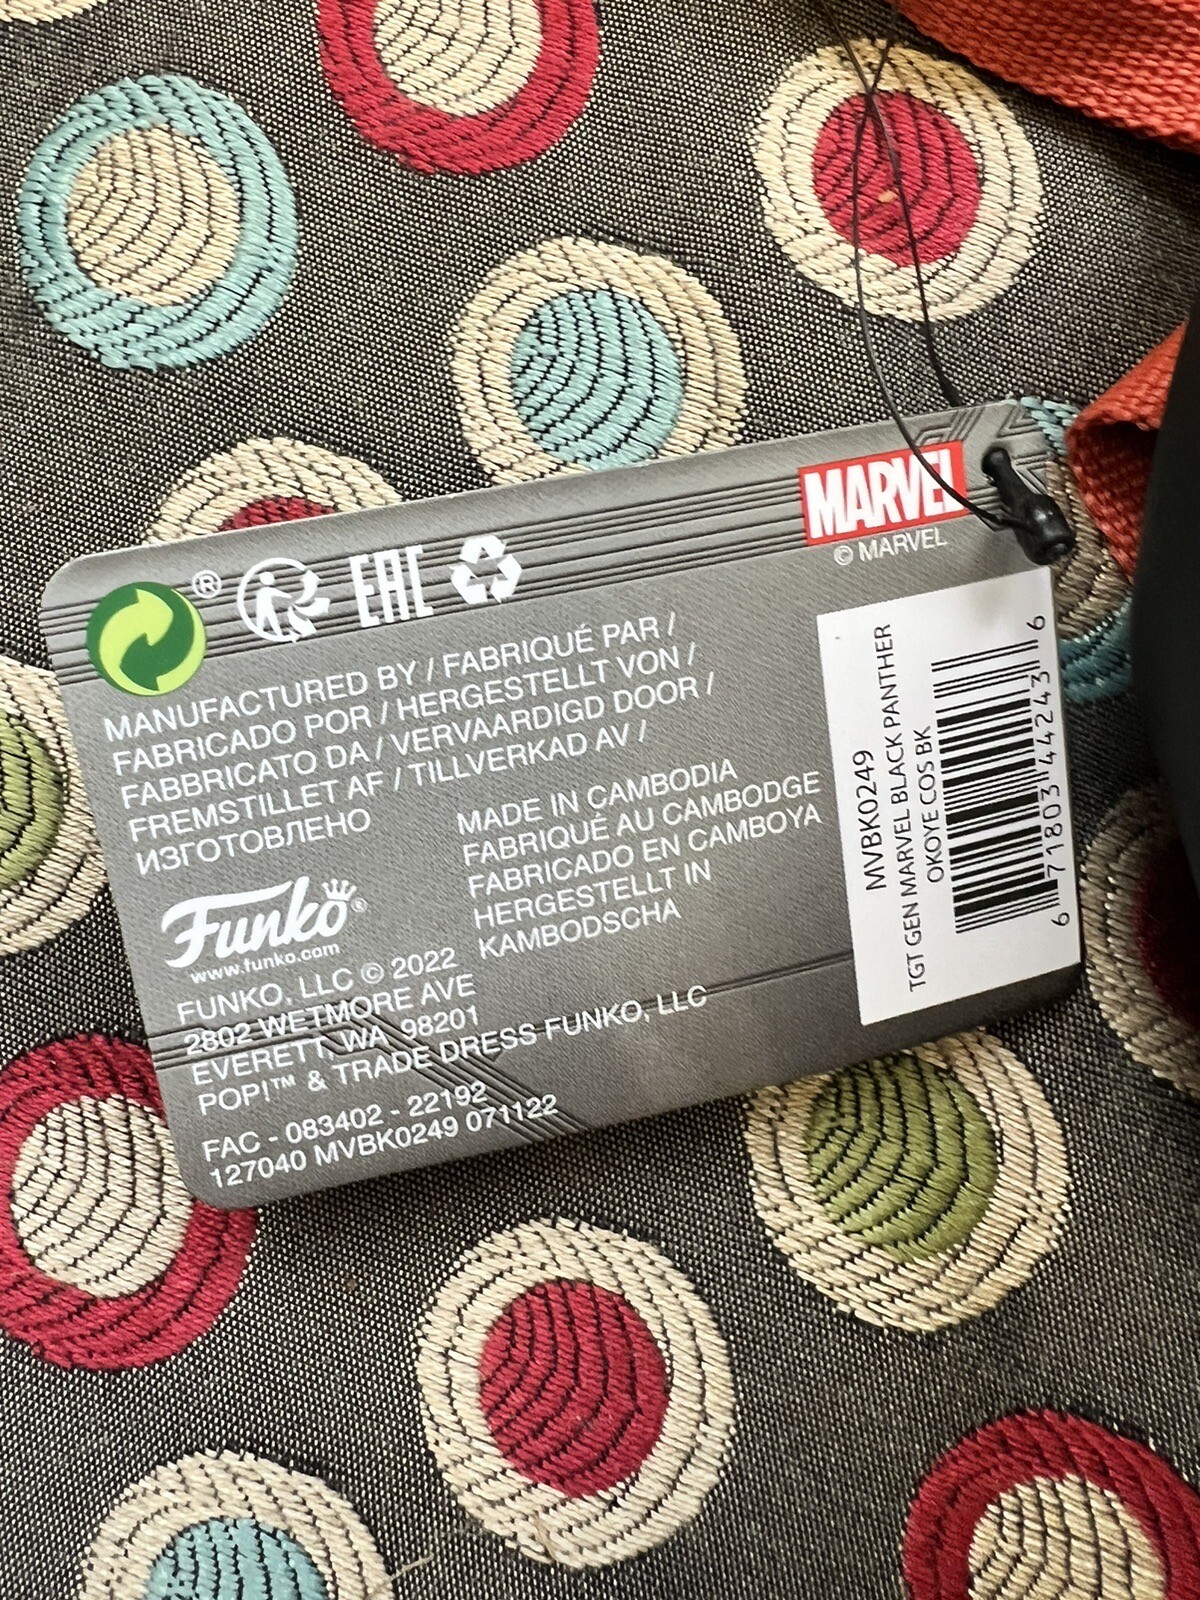 MARVEL
© MARVEL
® EAC
MANUFACTURED BY / FABRIQUÉ PAR /
FABRICADO POR / HERGESTELLT VON /
FABBRICATO DA / VERVAARDIGD DOOR /
FREMSTILLET AF / TILLVERKAD AV /
ИЗГОТОВЛЕНО
MADE IN CAMBODIA
FABRIQUÉ AU CAMBODGE
FABRICADO EN CAMBOYA
HERGESTELLT IN
KAMBODSCHA
Funko®
www.funko.com
FUNKO, LLC © 2022
2802 WETMORE AVE
EVERETT, WA 98201
POP!™ & TRADE DRESS FUNKO, LLC
FAC - 083402 - 22192
127040 MVBK0249 071122
MVBK0249
TGT GEN MARVEL BLACK PANTHER
OKOYE COS BK
6 71803 44243 6